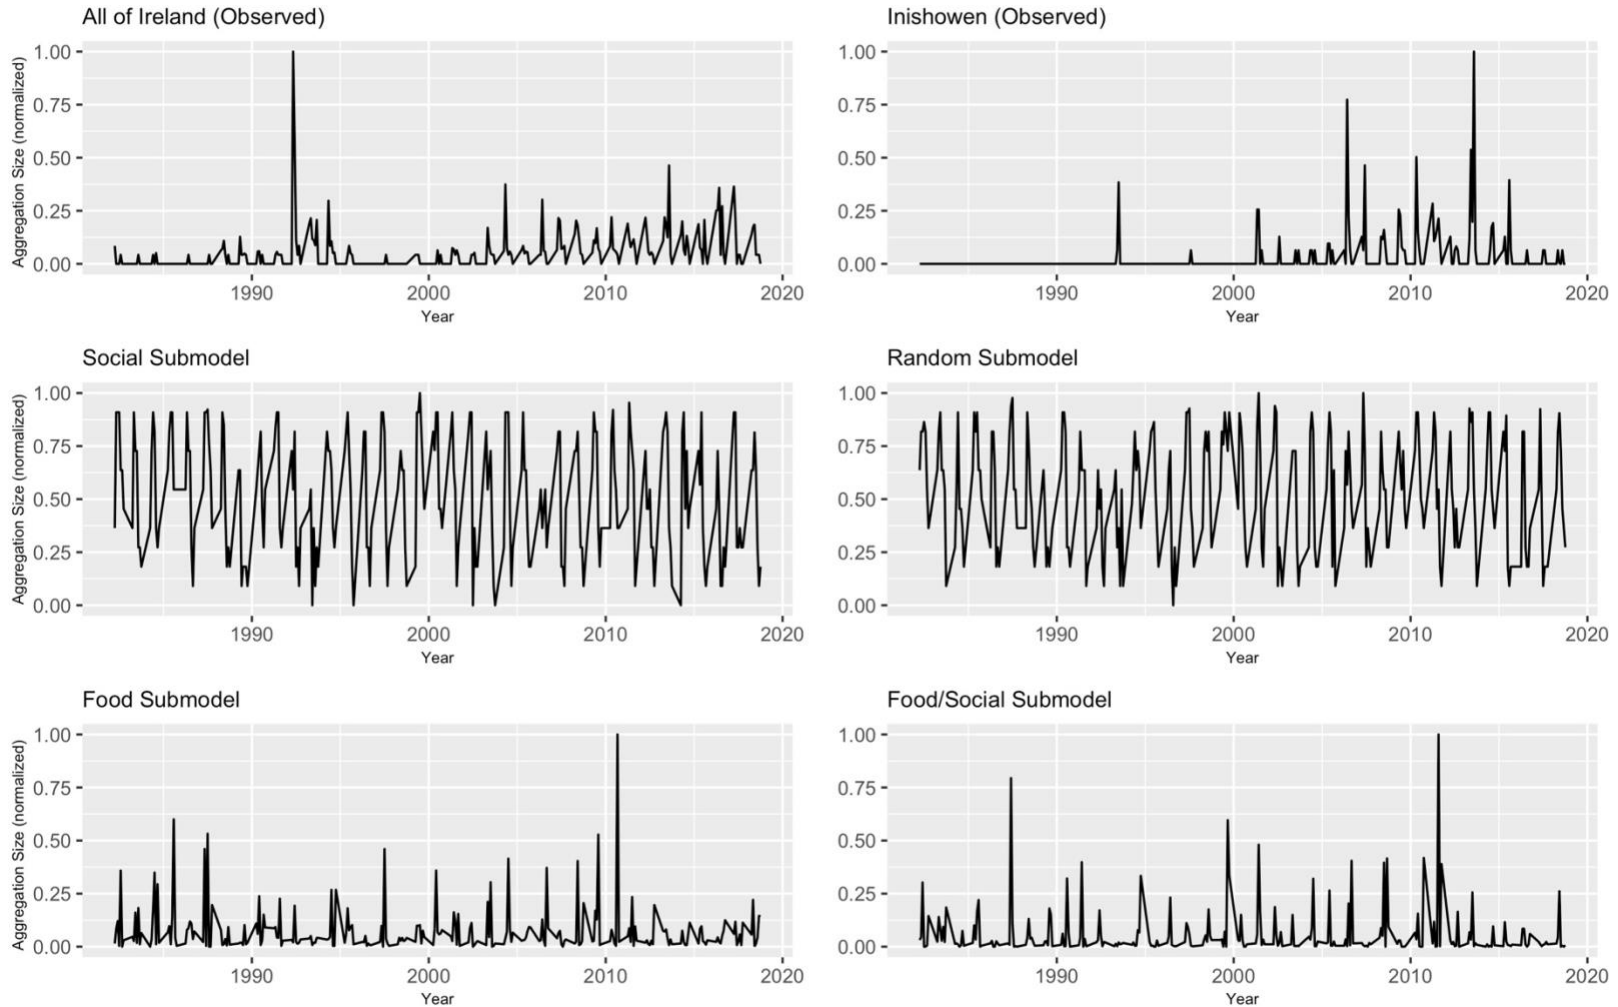 All of Ireland (Observed)
Aggregation Size (normalized)
1.00
0.75
0.50
0.25
0.00
1990 2000 2010 2020
Year
Inishowen (Observed)
1.00
0.75
0.50
0.25
0.00
1990 2000 2010 2020
Year
Social Submodel
Aggregation Size (normalized)
1.00
0.75
0.50
0.25
0.00
1990 2000 2010 2020
Year
Random Submodel
1.00
0.75
0.50
0.25
0.00
1990 2000 2010 2020
Year
Food Submodel
Aggregation Size (normalized)
1.00
0.75
0.50
0.25
0.00
1990 2000 2010 2020
Year
Food/Social Submodel
1.00
0.75
0.50
0.25
0.00
1990 2000 2010 2020
Year